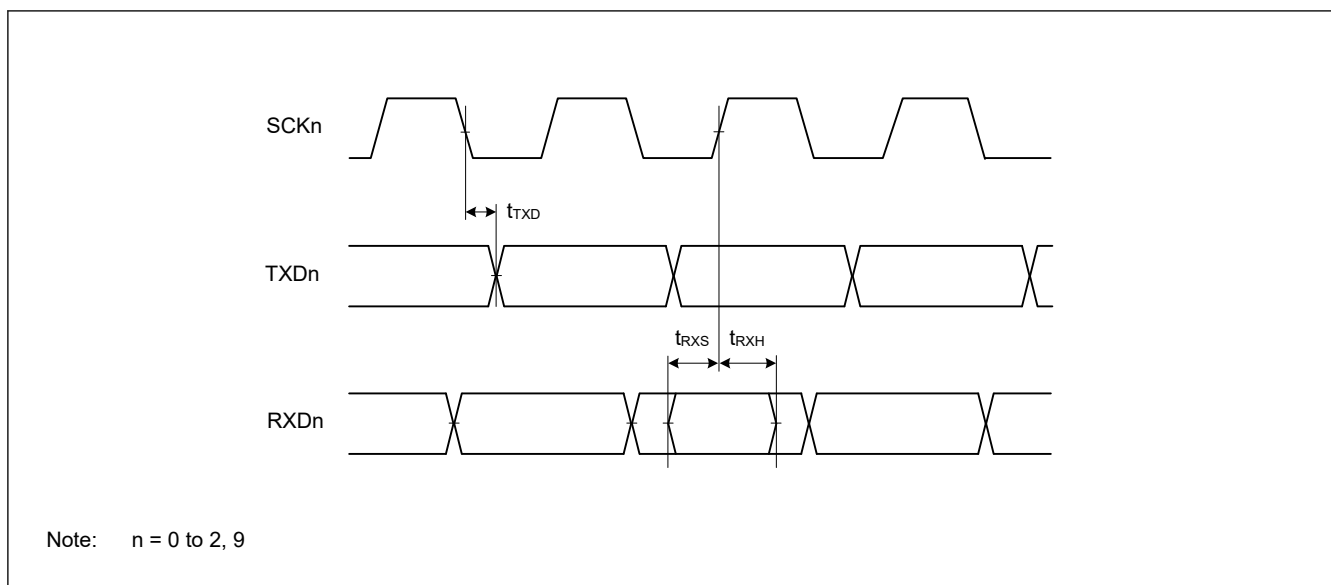 SCKn
tTXD
TXDn
tRXS tRXH
RXDn
Note: n = 0 to 2, 9